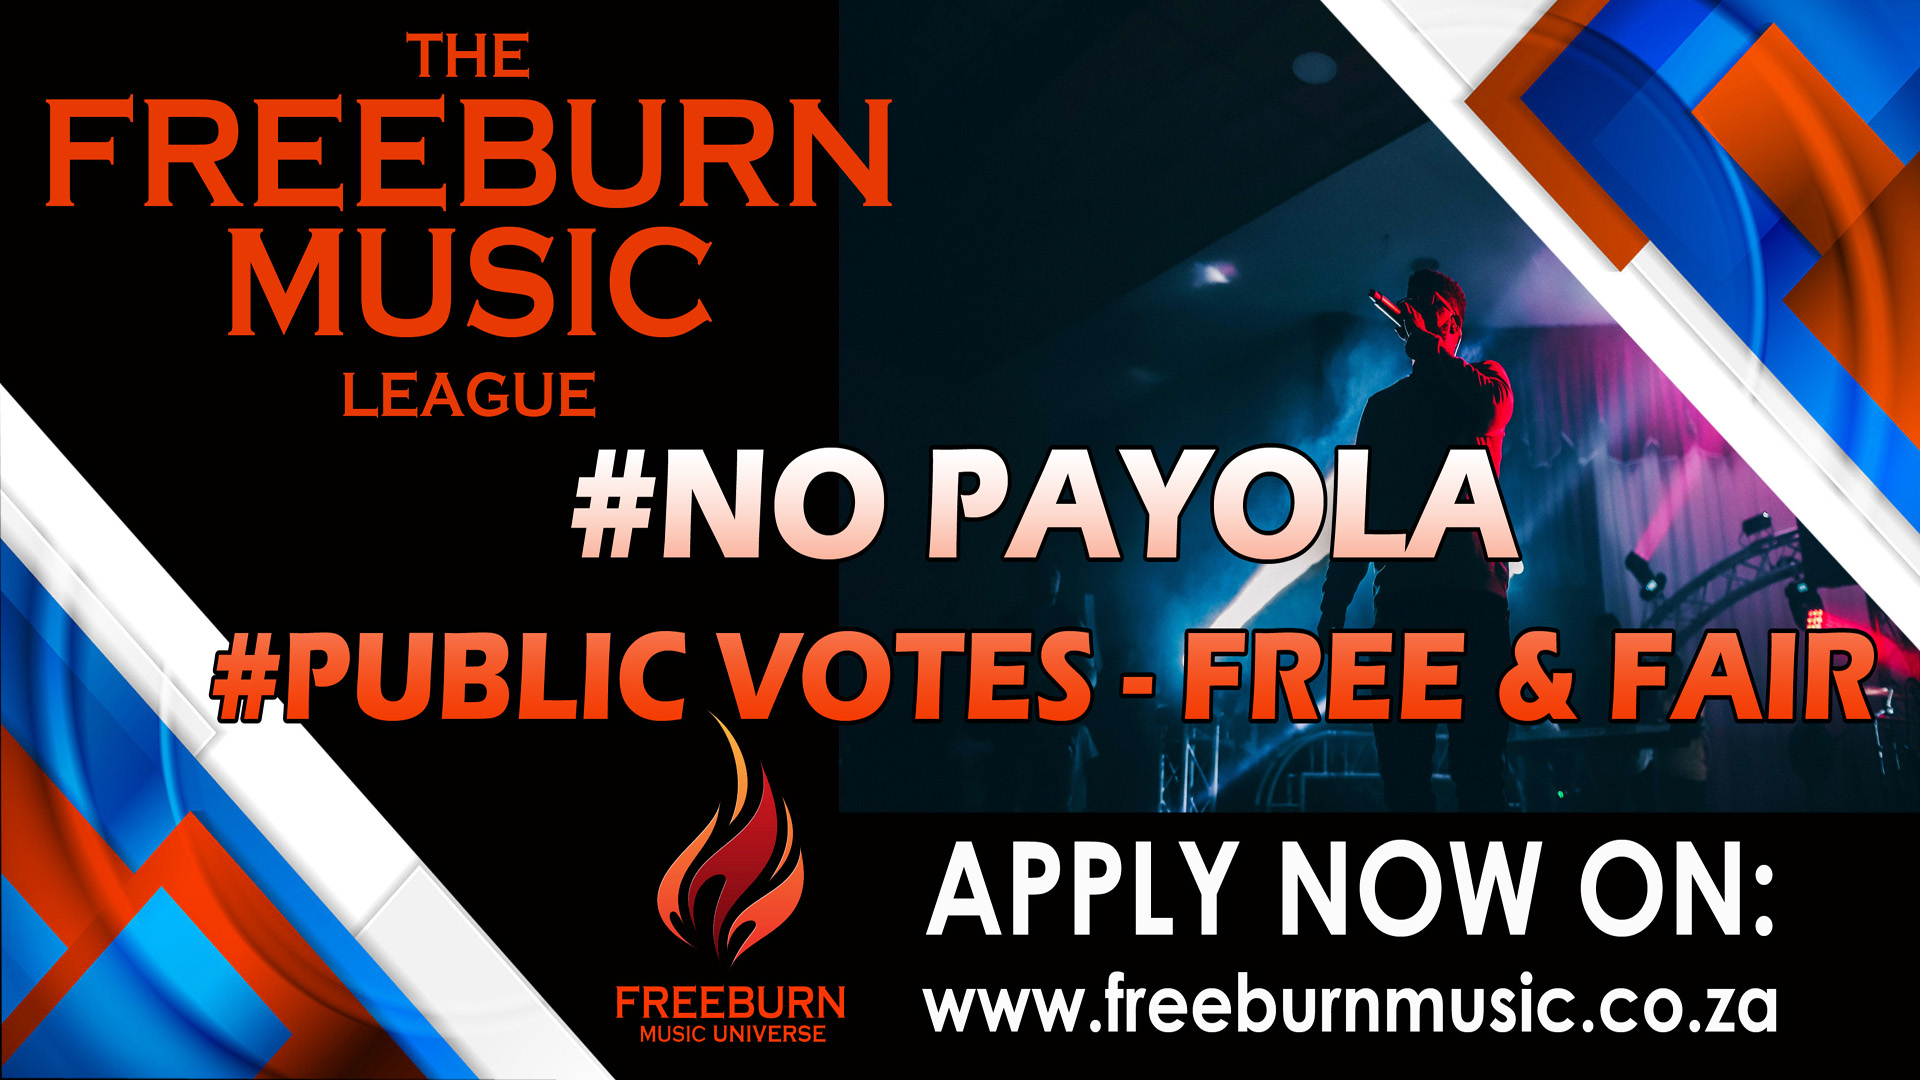 THE
FREEBURN
MUSIC
LEAGUE
#NO PAYOLA
#PUBLIC VOTES - FREE & FAIR
FREEBURN
MUSIC UNIVERSE
APPLY NOW ON:
www.freeburnmusic.co.za